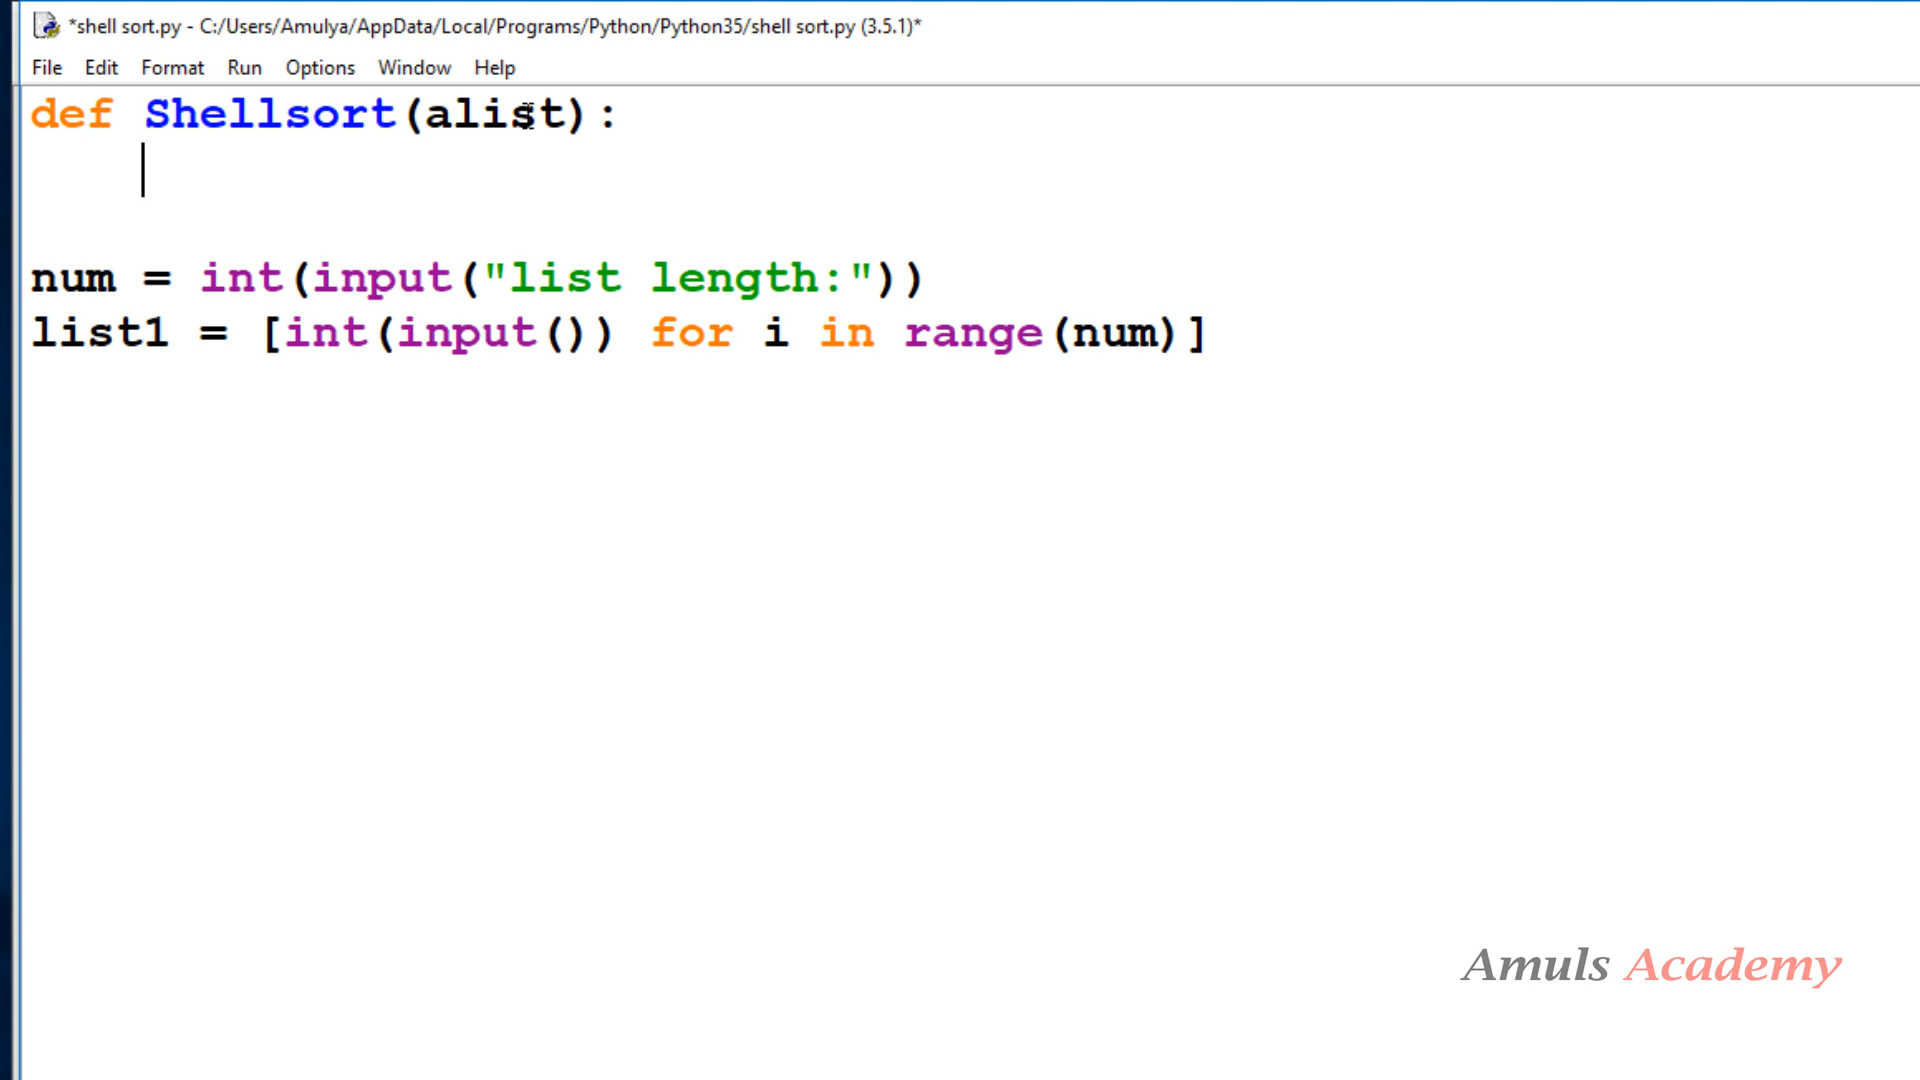 *shell sort.py - C:/Users/Amulya/AppData/Local/Programs/Python/Python35/shell sort.py (3.5.1)*
File Edit Format Run Options Window Help
def Shellsort(alist):
num = int(input("list length:"))
list1 = [int(input()) for i in range(num)]
Amuls Academy